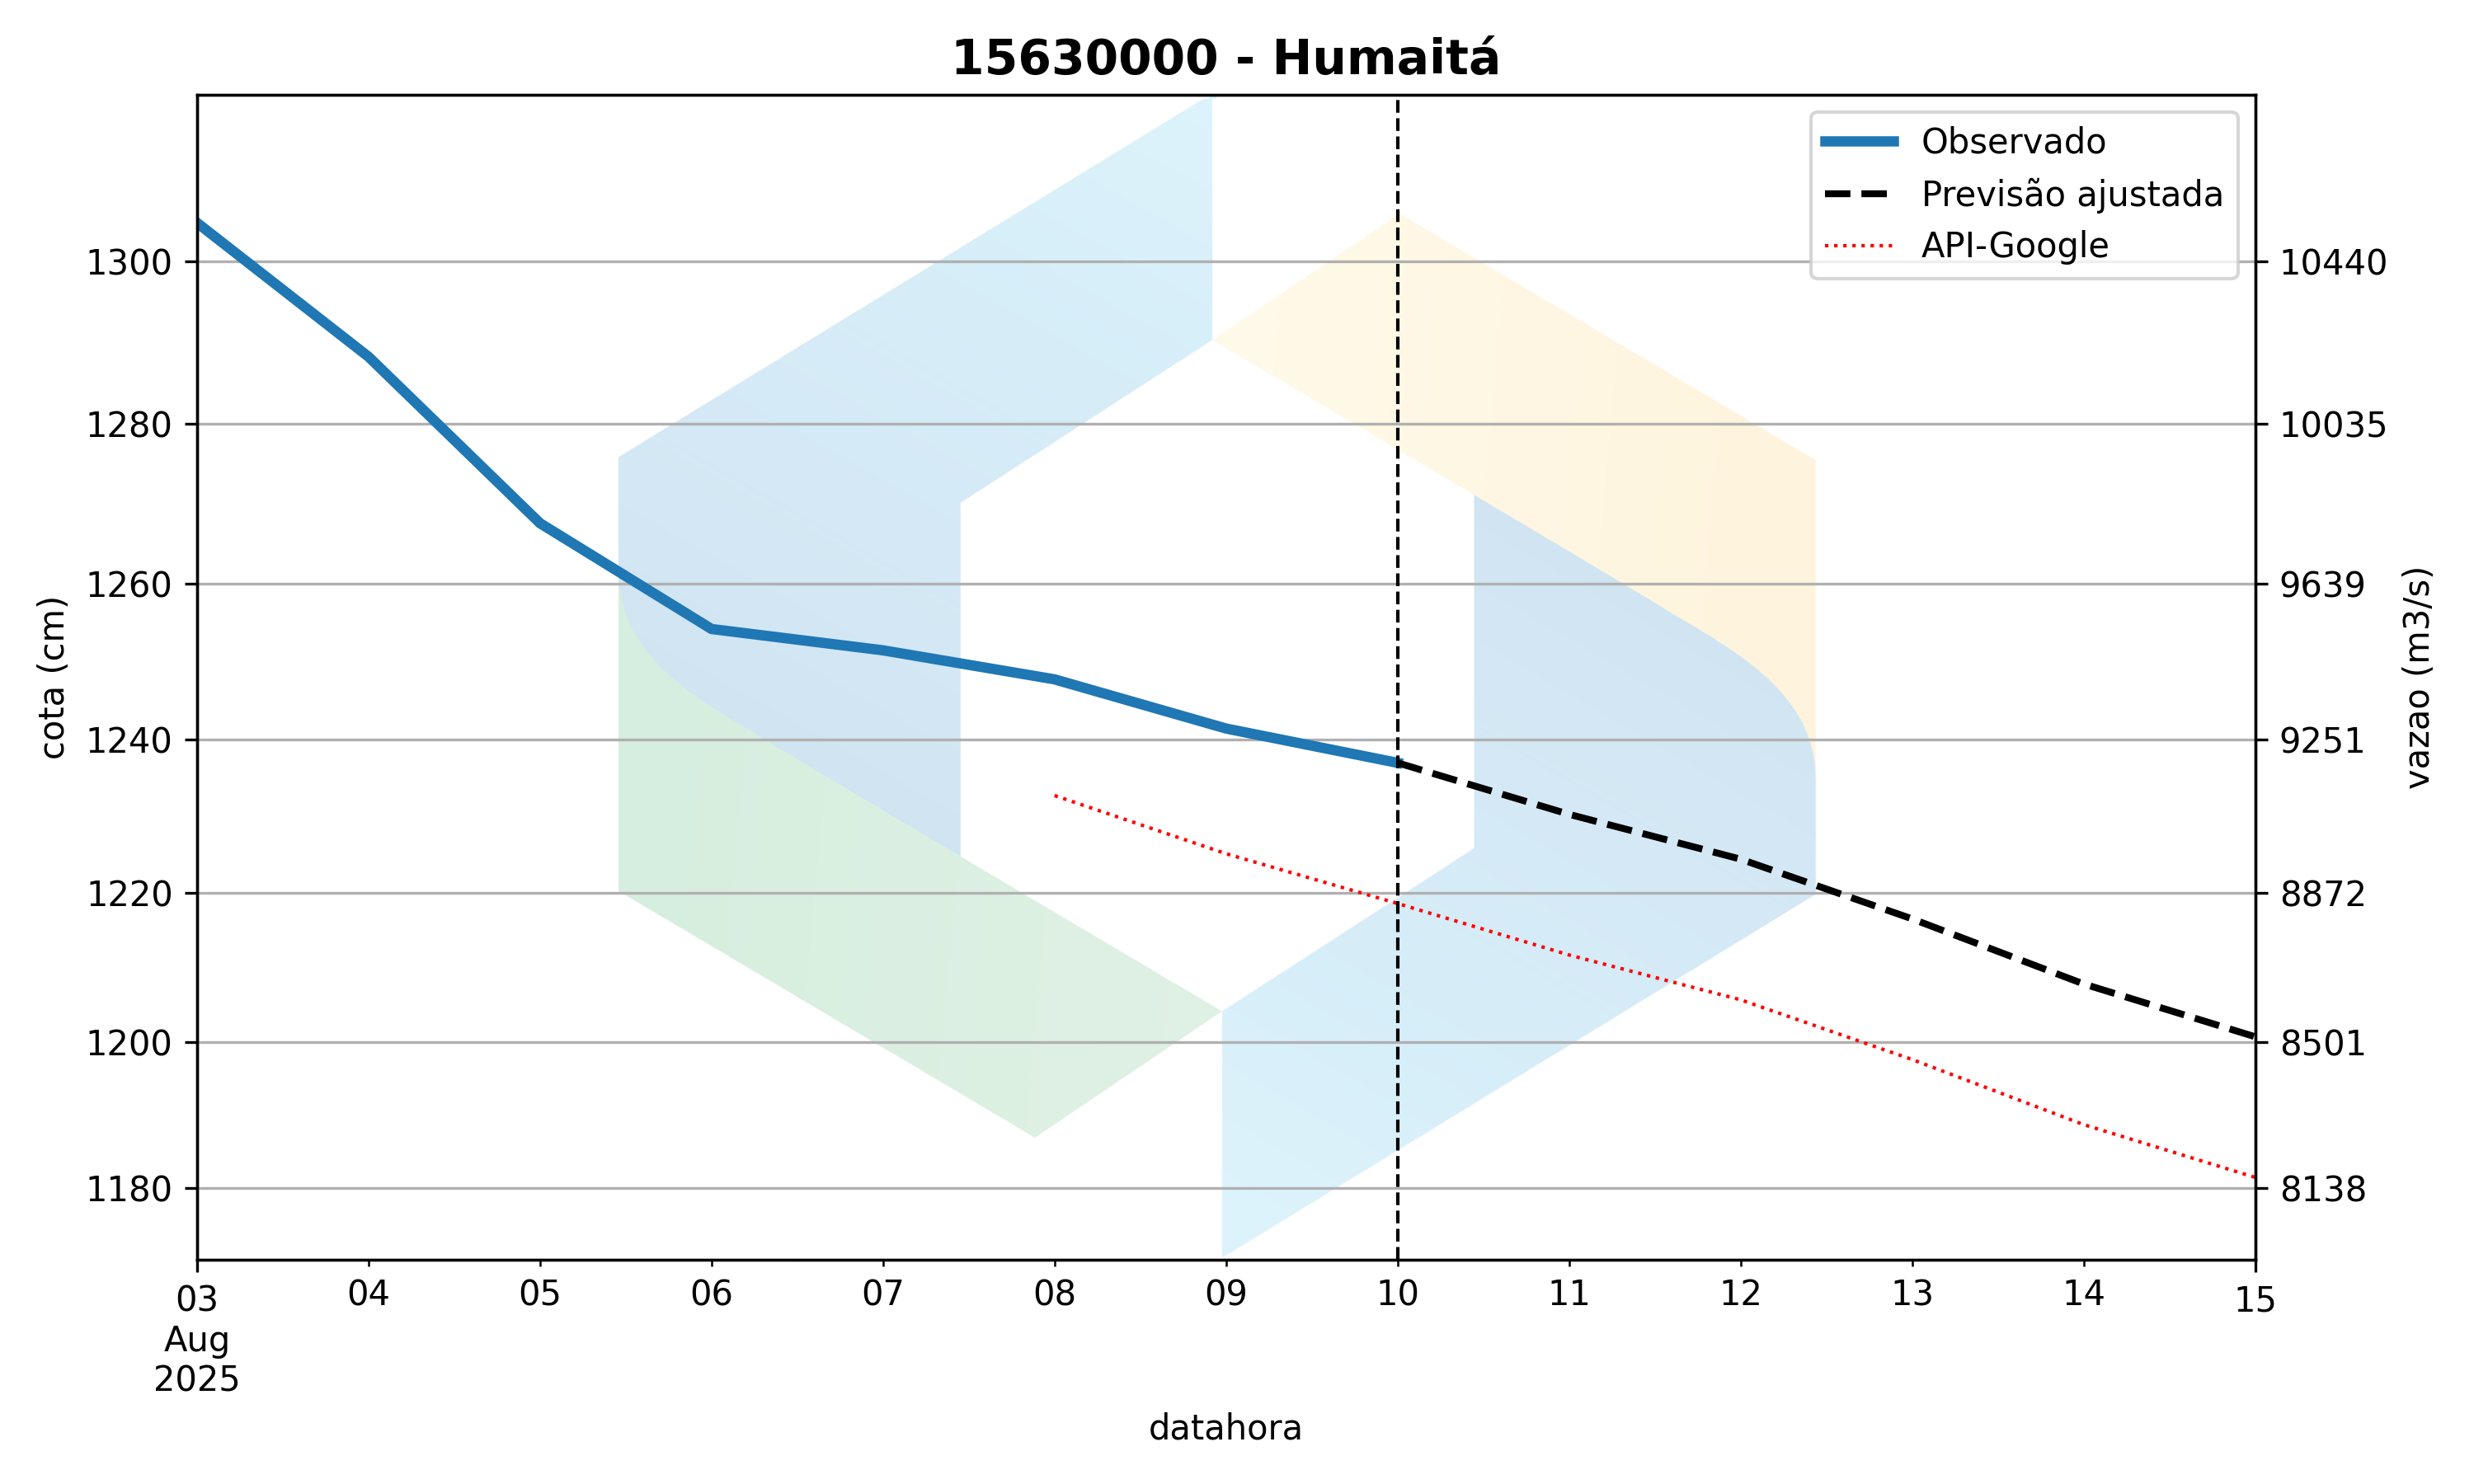 15630000 - Humaitá
Observado
Previsão ajustada
API-Google
cota (cm)
1300
1280
1260
1240
1220
1200
1180
10440
10035
9639
9251
8872
8501
8138
vazao (m3/s)
03 04 05 06 07 08 09 10 11 12 13 14 15
Aug
2025
datahora